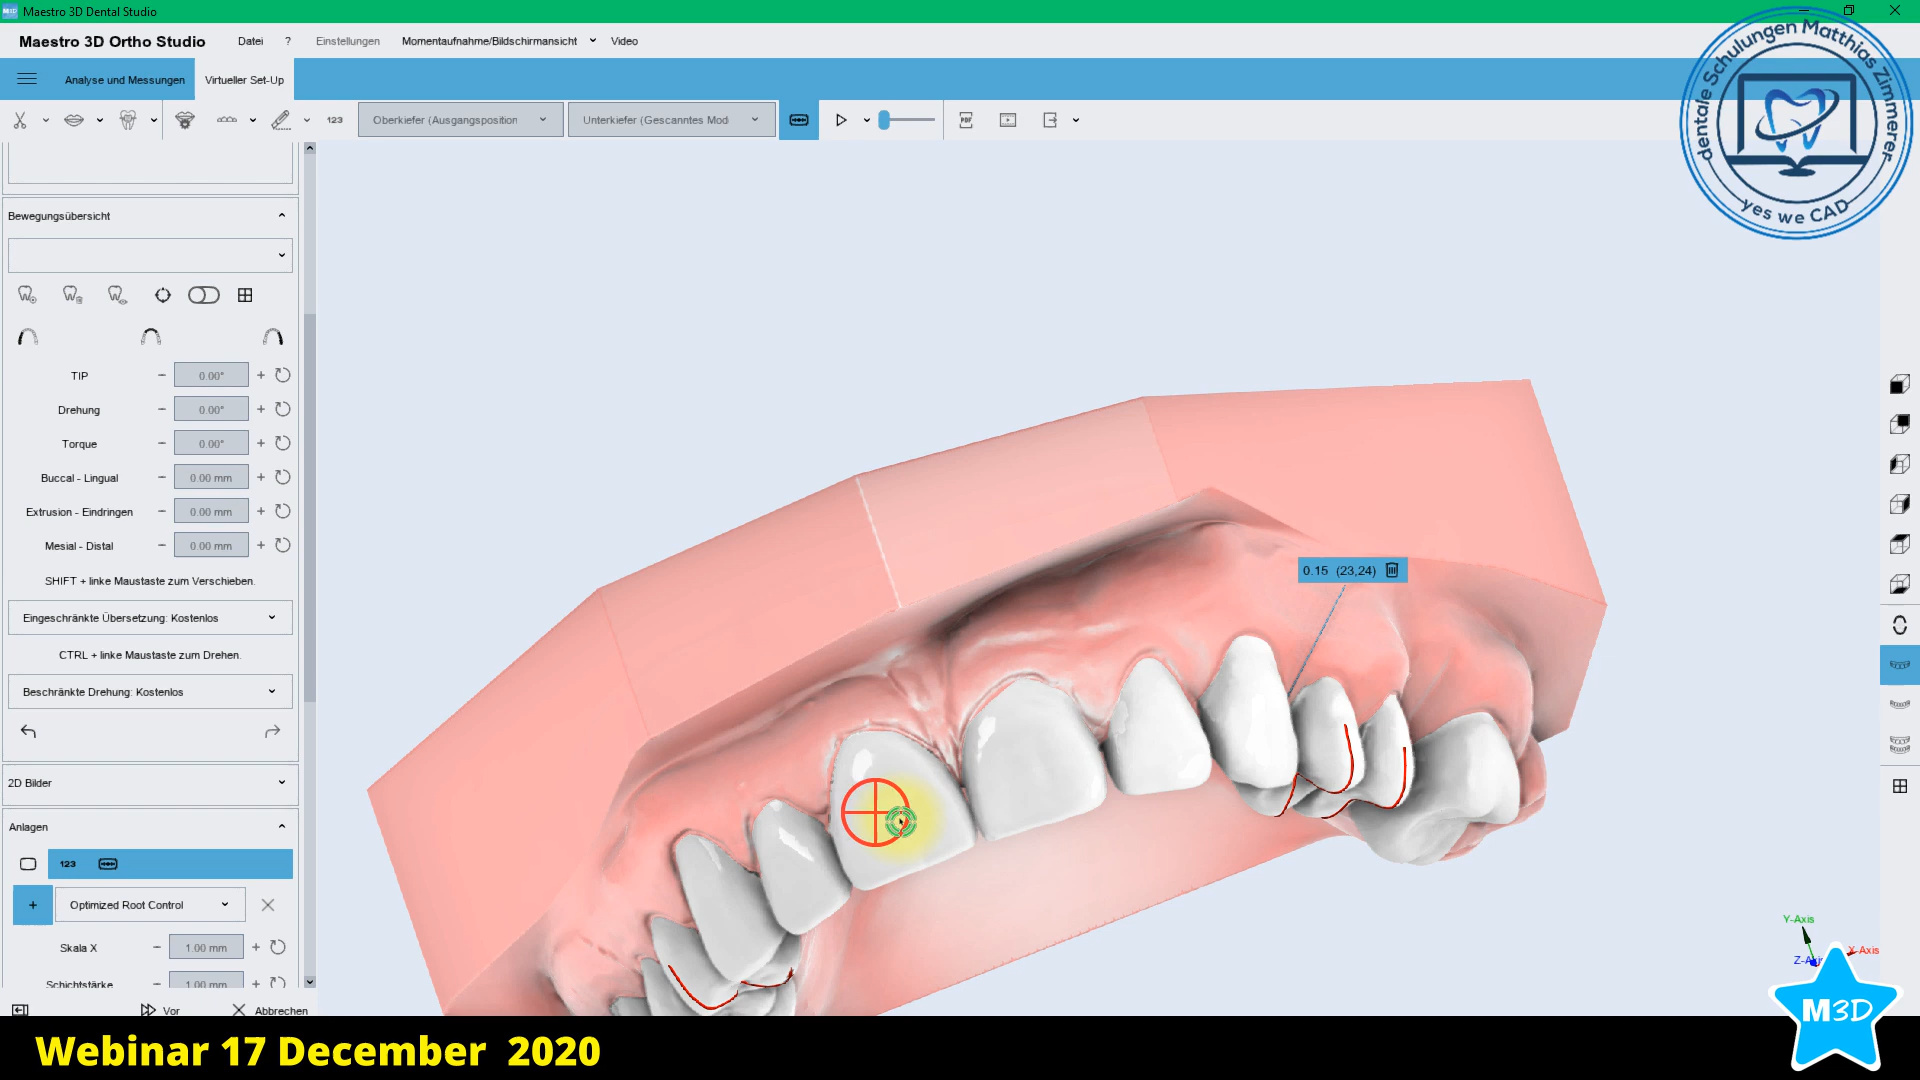 Maestro 3D Dental Studio
Maestro 3D Ortho Studio
Datei
?
Einstellungen
Momentaufnahme/Bildschirmansicht
Video
Analyse und Messungen
Virtueller Set-Up
123
Oberkiefer (Ausgangsposition
Unterkiefer (Gescanntes Mod
PDF
dentale Schulungen Matthias Zimmerer
yes we CAD
Bewegungsübersicht
TIP
0.00°
Drehung
0.00°
Torque
0.00°
Buccal - Lingual
0.00 mm
Extrusion - Eindringen
0.00 mm
Mesial - Distal
0.00 mm
SHIFT + linke Maustaste zum Verschieben.
Eingeschränkte Übersetzung: Kostenlos
CTRL + linke Maustaste zum Drehen.
Beschränkte Drehung: Kostenlos
2D Bilder
Anlagen
123
+ Optimized Root Control
Skala X
1.00 mm
Schichtstärke
1.00 mm
Vor
Abbrechen
0.15 (23,24)
Y-Axis
X-Axis
M3D
Webinar 17 December 2020